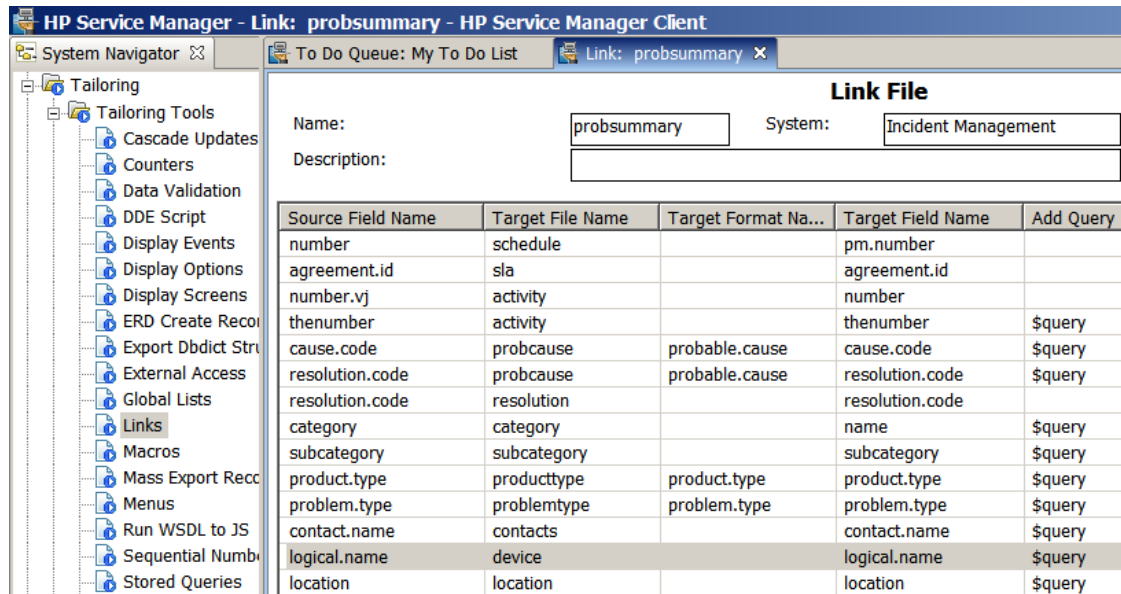 HP Service Manager - Link: probsummary - HP Service Manager Client
System Navigator To Do Queue: My To Do List Link: probsummary
Tailoring
Tailoring Tools
Cascade Updates
Counters
Data Validation
DDE Script
Display Events
Display Options
Display Screens
ERD Create Recor
Export Dbdict Stru
External Access
Global Lists
Links
Macros
Mass Export Reco
Menus
Run WSDL to JS
Sequential Numbe
Stored Queries
Link File
Name: probsummary System: Incident Management
Description:
Source Field Name Target File Name Target Format Na... Target Field Name Add Query
number schedule pm.number
agreement.id sla agreement.id
number.vj activity number
thenumber activity thenumber $query
cause.code probcause probable.cause cause.code $query
resolution.code probcause probable.cause resolution.code $query
resolution.code resolution resolution.code
category category name $query
subcategory subcategory subcategory $query
product.type producttype product.type product.type $query
problem.type problemtype problem.type problem.type $query
contact.name contacts contact.name $query
logical.name device logical.name $query
location location location $query